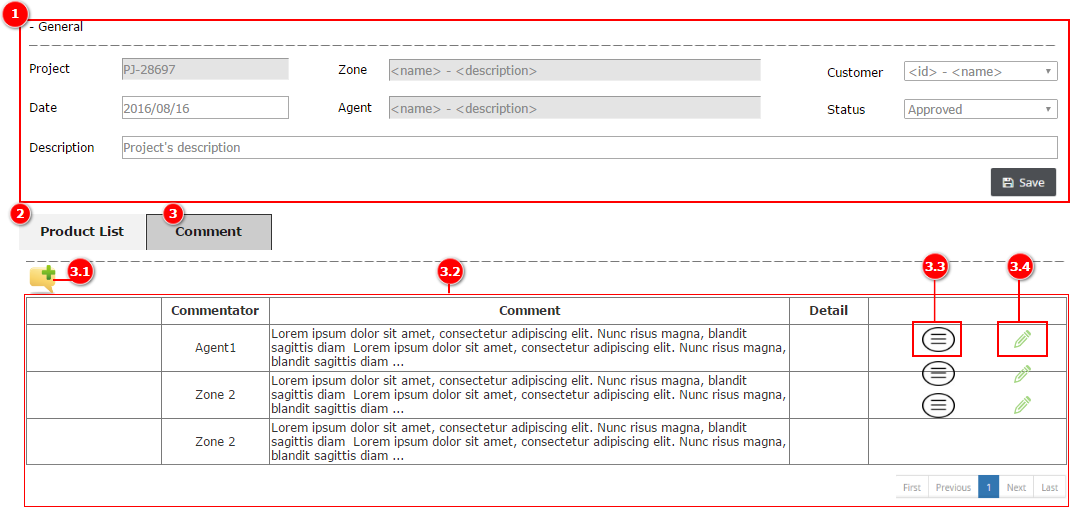 1
- General
Project PJ-28697 Zone <name> - <description> Customer <id> - <name>
Date 2016/08/16 Agent <name> - <description> Status Approved
Description Project's description
Save
2 3
Product List Comment
3.1 3.2 3.3 3.4
Commentator Comment Detail
Lorem ipsum dolor sit amet, consectetur adipiscing elit. Nunc risus magna, blandit
Agent1 sagittis diam Lorem ipsum dolor sit amet, consectetur adipiscing elit. Nunc risus magna,
blandit sagittis diam ...
Lorem ipsum dolor sit amet, consectetur adipiscing elit. Nunc risus magna, blandit
Zone 2 sagittis diam Lorem ipsum dolor sit amet, consectetur adipiscing elit. Nunc risus magna,
blandit sagittis diam ...
Lorem ipsum dolor sit amet, consectetur adipiscing elit. Nunc risus magna, blandit
Zone 2 sagittis diam Lorem ipsum dolor sit amet, consectetur adipiscing elit. Nunc risus magna,
blandit sagittis diam ...
First Previous 1 Next Last